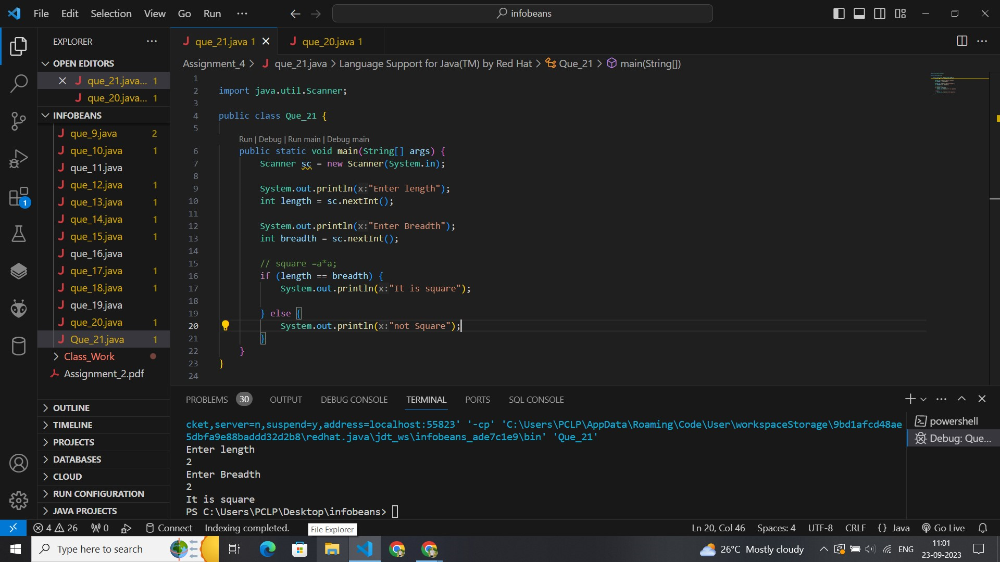 File Edit Selection View Go Run ··· infobeans
EXPLORER ···
que_21.java 1
que_20.java 1
OPEN EDITORS
que_21.java... 1
que_20.java... 1
Assignment_4 > que_21.java > Language Support for Java(TM) by Red Hat > Que_21 > main(String[])
INFOBEANS
que_9.java 2
que_10.java 1
que_11.java
que_12.java 1
que_13.java 1
que_14.java 1
que_15.java 1
que_16.java
que_17.java 1
que_18.java 1
que_19.java
que_20.java 1
Que_21.java 1
Class_Work
Assignment_2.pdf
OUTLINE
TIMELINE
PROJECTS
DATABASES
CLOUD
RUN CONFIGURATION
JAVA PROJECTS
1
1
2 import java.util.Scanner;
3
4 public class Que_21 {
5
Run | Debug | Run main | Debug main
6 public static void main(String[] args) {
7 Scanner sc = new Scanner(System.in);
8
9 System.out.println(x:"Enter length");
10 int length = sc.nextInt();
11
12 System.out.println(x:"Enter Breadth");
13 int breadth = sc.nextInt();
14
15 // square =a*a;
16 if (length == breadth) {
17 System.out.println(x:"It is square");
18
19 } else {
20 System.out.println(x:"not Square");
21 }
22 }
23 }
24
PROBLEMS 30 OUTPUT DEBUG CONSOLE TERMINAL PORTS SQL CONSOLE
cket,server=n,suspend=y,address=localhost:55823' '-cp' 'C:\Users\PCLP\AppData\Roaming\Code\User\workspaceStorage\9bd1afcd48ae
5dbfa9e88baddd32d2b8\redhat.java\jdt_ws\infobeans_ade7c1e9\bin' 'Que_21'
Enter length
2
Enter Breadth
2
It is square
PS C:\Users\PCLP\Desktop\infobeans>
powershell
Debug: Que...
4 26 0 Connect Indexing completed. Ln 20, Col 46 Spaces: 4 UTF-8 CRLF {} Java Go Live
File Explorer
Type here to search 26°C Mostly cloudy ENG 11:01
23-09-2023